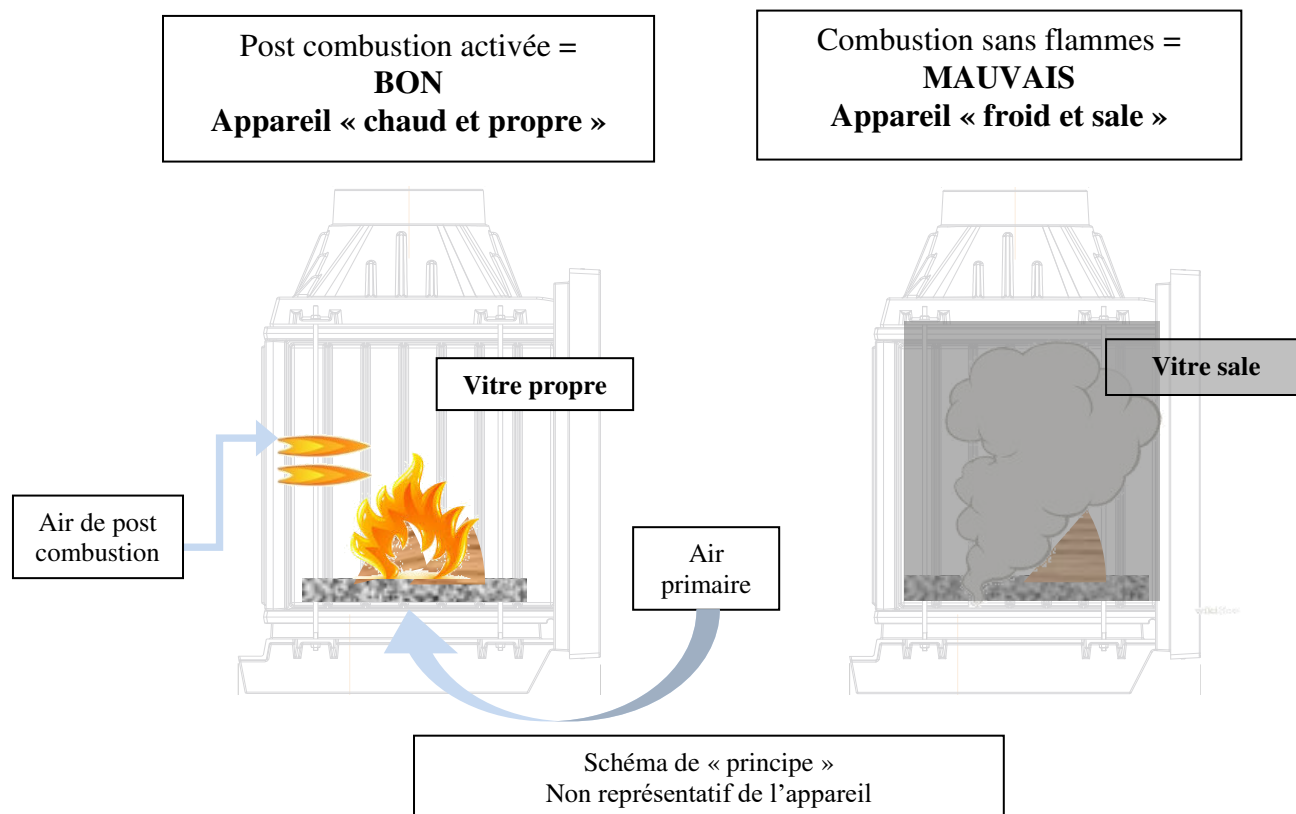 Post combustion activée =
BON
Appareil « chaud et propre »
Combustion sans flammes =
MAUVAIS
Appareil « froid et sale »
Vitre propre
Vitre sale
Air de post
combustion
Air
primaire
Schéma de « principe »
Non représentatif de l'appareil